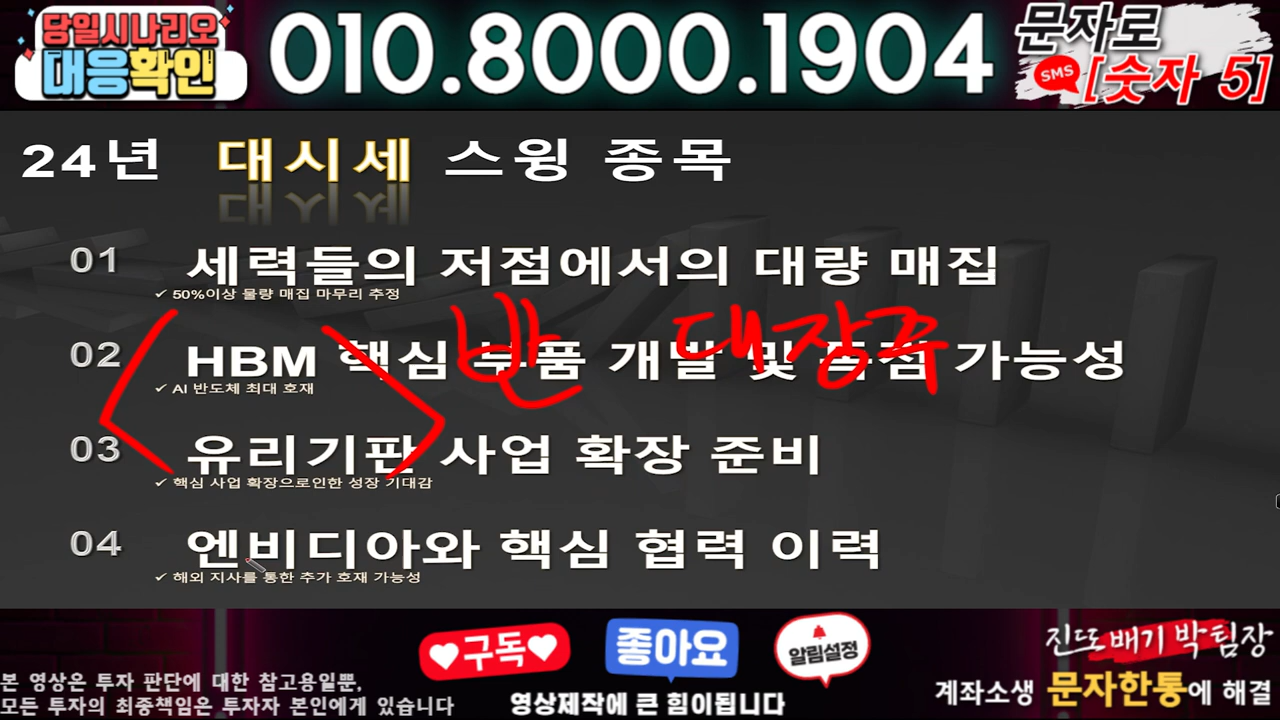 당일시나리오
대응확인
010.8000.1904
문자로
SMS [숫자 5]
24년 대시세 스윙 종목
01 세력들의 저점에서의 대량 매집
✓ 50%이상 물량 매집 마무리 추정
반 대장주
02 HBM 핵심 부품 개발 및 독점 가능성
✓ AI 반도체 최대 호재
03 유리기판 사업 확장 준비
✓ 핵심 사업 확장으로인한 성장 기대감
04 엔비디아와 핵심 협력 이력
✓ 해외 지사를 통한 추가 호재 가능성
구독
좋아요
알림설정
영상제작에 큰 힘이됩니다
본 영상은 투자 판단에 대한 참고용일뿐,
모든 투자의 최종책임은 투자자 본인에게 있습니다
진또배기 박팀장
계좌소생 문자한통에 해결